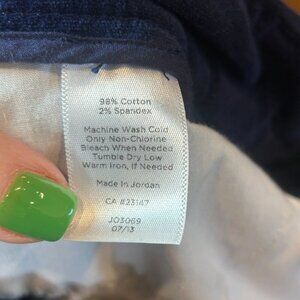 98% Cotton
2% Spandex
Machine Wash Cold
Only Non-Chlorine
Bleach When Needed
Tumble Dry Low
Warm Iron, If Needed
Made in Jordan
CA #23147
JO3069
07/13